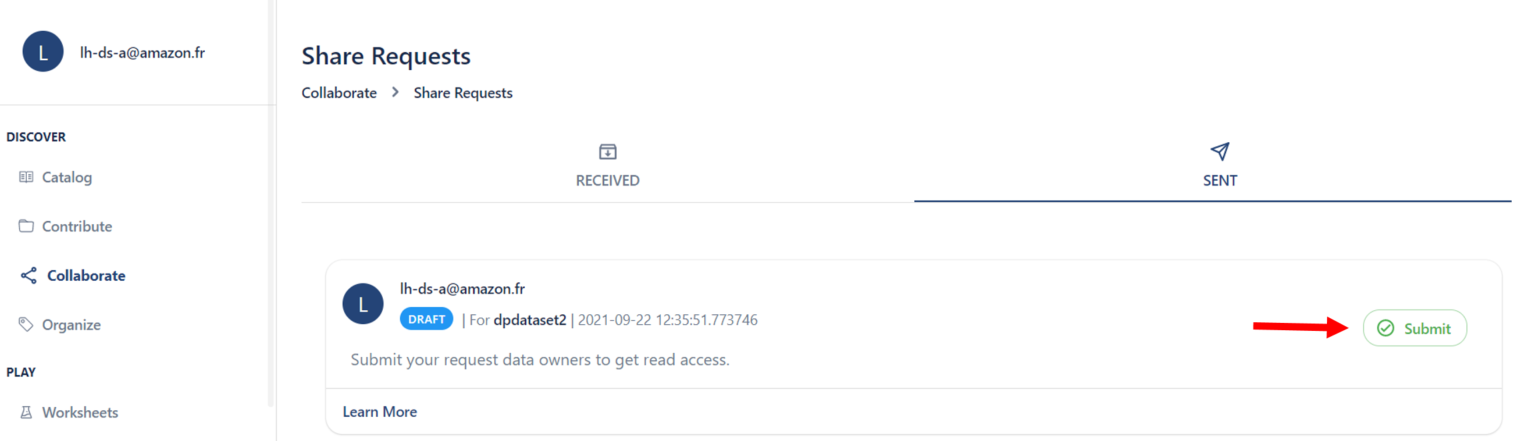 L lh-ds-a@amazon.fr
DISCOVER
Catalog
Contribute
Collaborate
Organize
PLAY
Worksheets
Share Requests
Collaborate > Share Requests
RECEIVED
SENT
L
lh-ds-a@amazon.fr
DRAFT | For dpdataset2 | 2021-09-22 12:35:51.773746
Submit
Submit your request data owners to get read access.
Learn More